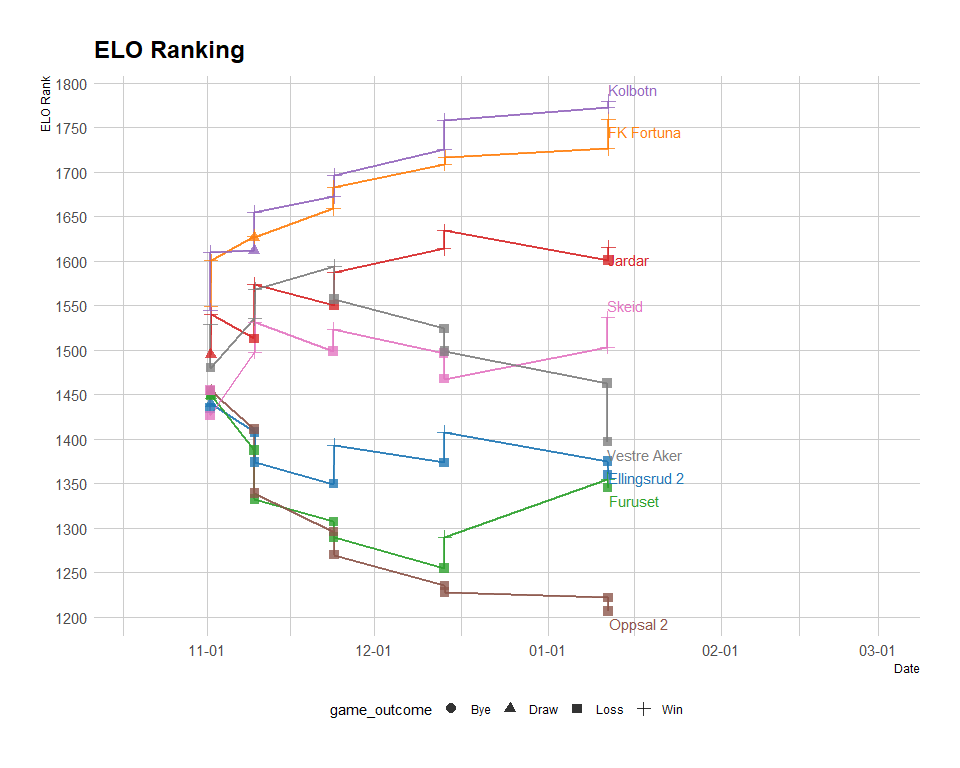 ELO Ranking
ELO Rank
1800
1750
1700
1650
1600
1550
1500
1450
1400
1350
1300
1250
1200
Kolbotn
FK Fortuna
Jardar
Skeid
Vestre Aker
Ellingsrud 2
Furuset
Oppsal 2
11-01
12-01
01-01
02-01
03-01
Date
game_outcome Bye Draw Loss Win